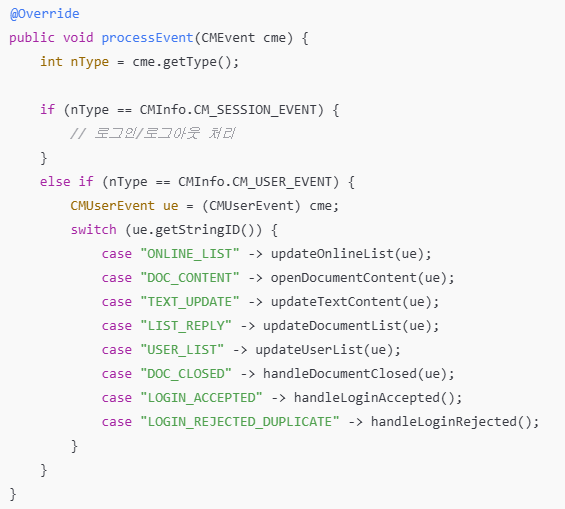 @Override
public void processEvent(CMEvent cme) {
    int nType = cme.getType();

    if (nType == CMInfo.CM_SESSION_EVENT) {
        // 로그인/로그아웃 처리
    }
    else if (nType == CMInfo.CM_USER_EVENT) {
        CMUserEvent ue = (CMUserEvent) cme;
        switch (ue.getStringID()) {
            case "ONLINE_LIST" -> updateOnlineList(ue);
            case "DOC_CONTENT" -> openDocumentContent(ue);
            case "TEXT_UPDATE" -> updateTextContent(ue);
            case "LIST_REPLY" -> updateDocumentList(ue);
            case "USER_LIST" -> updateUserList(ue);
            case "DOC_CLOSED" -> handleDocumentClosed(ue);
            case "LOGIN_ACCEPTED" -> handleLoginAccepted();
            case "LOGIN_REJECTED_DUPLICATE" -> handleLoginRejected();
        }
    }
}